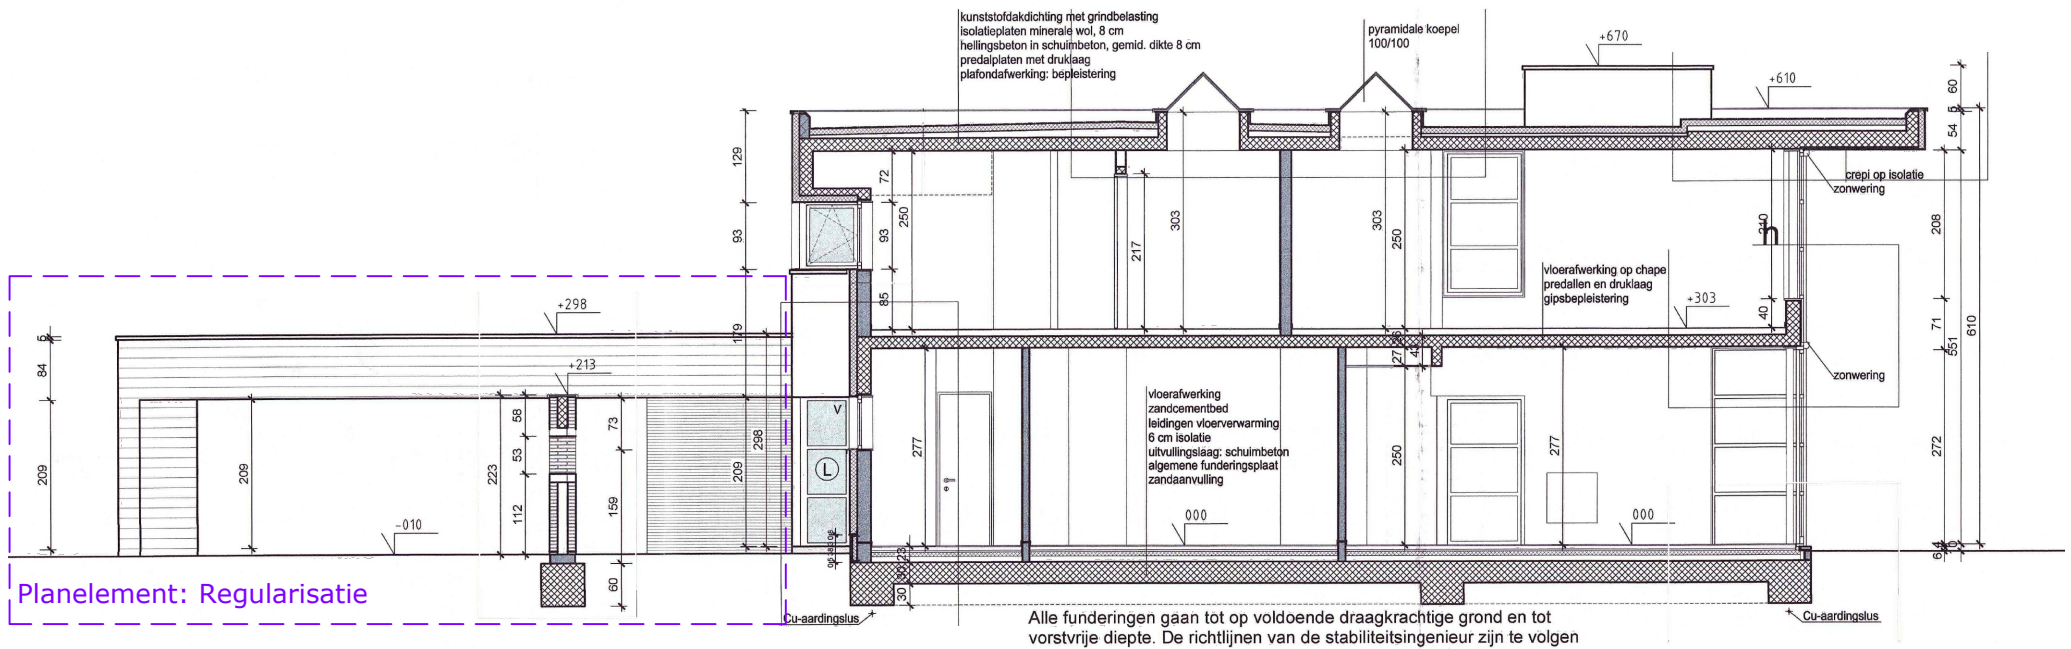 kunststofdakdichting met grindbelasting
isolatieplaten minerale wol, 8 cm
hellingsbeton in schuimbeton, gemid. dikte 8 cm
predalplaten met druklaag
plafondafwerking: bepleistering
pyramidale koepel
100/100
+670
+610
60
5
54
129
72
250
303
303
250
210
208
crepi op isolatie
zonwering
93
93
217
85
vloerafwerking op chape
predallen en druklaag
gipsbepleistering
+303
40
71
551
610
+298
179
5
84
+213
58
73
298
27
zonwering
V
vloerafwerking
zandcementbed
leidingen vloerverwarming
6 cm isolatie
uitvullingslaag: schuimbeton
algemene funderingsplaat
zandaanvulling
209
209
223
53
112
159
209
L
277
250
277
272
-010
000
000
60
30
Planelement: Regularisatie
Cu-aardingslus
Cu-aardingslus
Alle funderingen gaan tot op voldoende draagkrachtige grond en tot
vorstvrije diepte. De richtlijnen van de stabiliteitsingenieur zijn te volgen